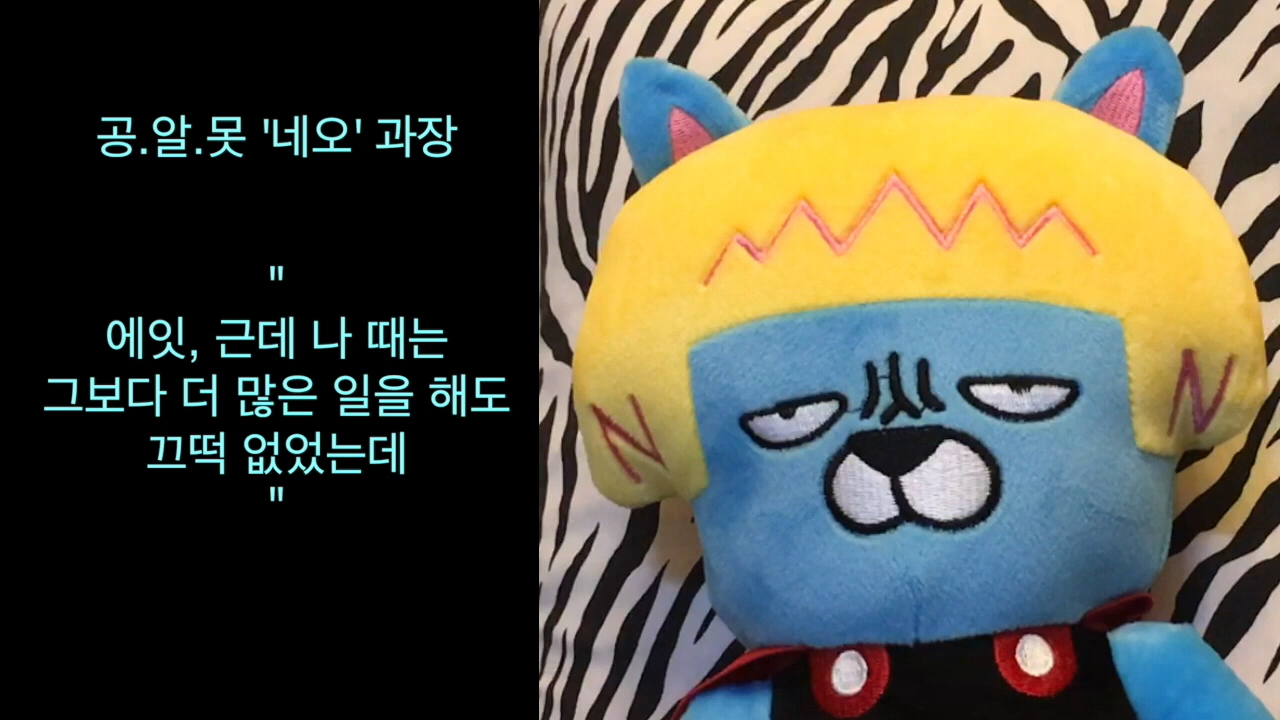 공.알.못 '네오' 과장
"
에잇, 근데 나 때는
그보다 더 많은 일을 해도
끄떡 없었는데
"
N
N